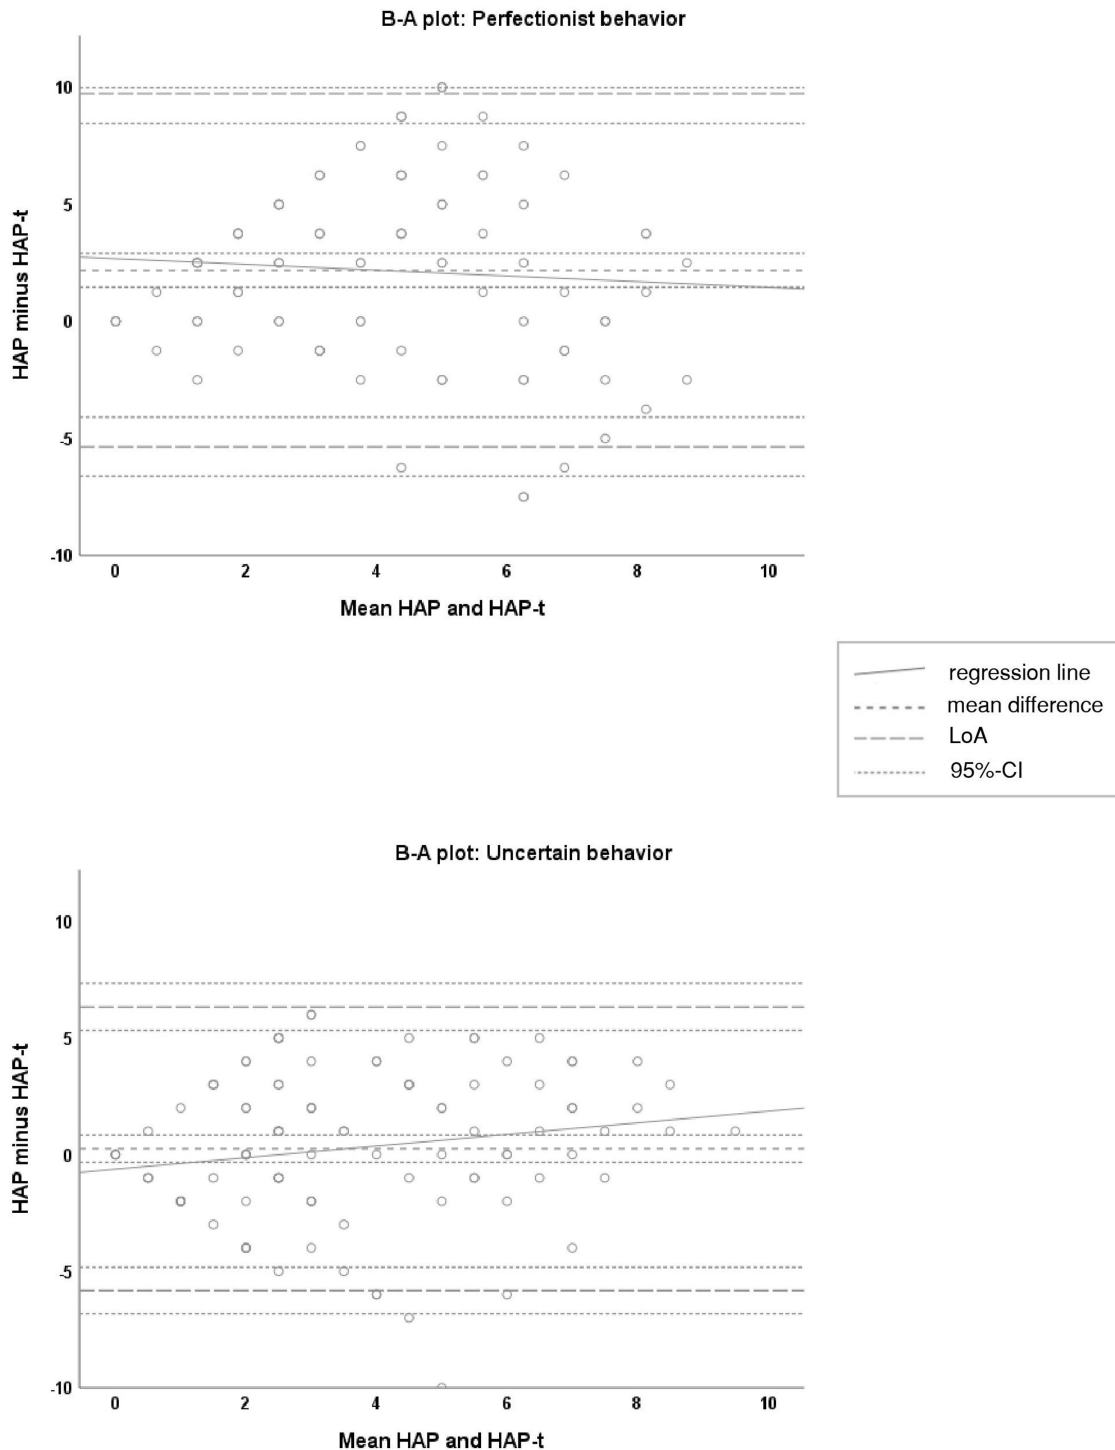 B-A plot: Perfectionist behavior
10
5
0
-5
-10
HAP minus HAP-t
0 2 4 6 8 10
Mean HAP and HAP-t
regression line
mean difference
LoA
95%-CI
B-A plot: Uncertain behavior
10
5
0
-5
-10
HAP minus HAP-t
0 2 4 6 8 10
Mean HAP and HAP-t